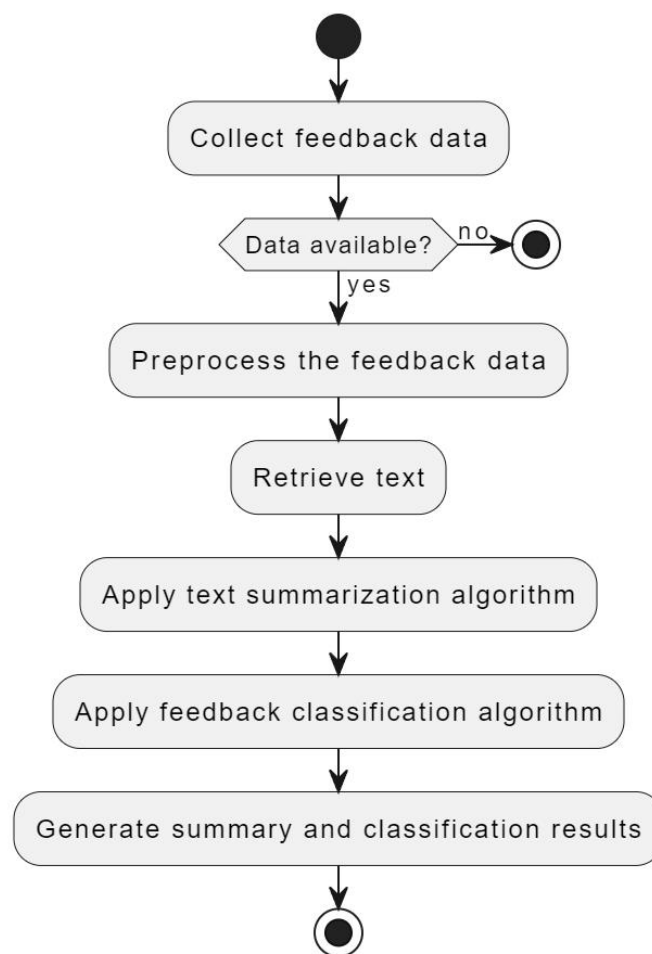 Collect feedback data
Data available?
no
yes
Preprocess the feedback data
Retrieve text
Apply text summarization algorithm
Apply feedback classification algorithm
Generate summary and classification results